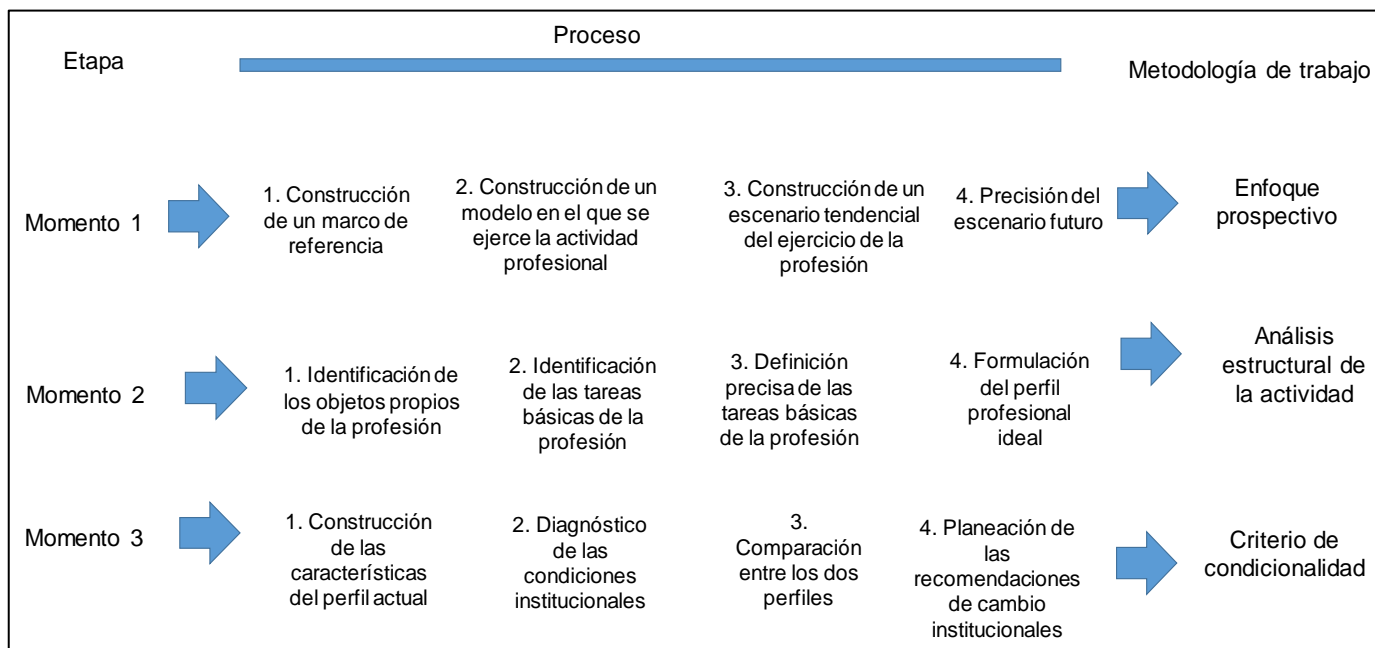 Proceso
Etapa
Metodología de trabajo
Momento 1
1. Construcción
de un marco de
referencia
2. Construcción de un
modelo en el que se
ejerce la actividad
profesional
3. Construcción de un
escenario tendencial
del ejercicio de la
profesión
4. Precisión del
escenario futuro
Enfoque
prospectivo
Momento 2
1. Identificación de
los objetos propios
de la profesión
2. Identificación
de las tareas
básicas de la
profesión
3. Definición
precisa de las
tareas básicas
de la profesión
4. Formulación
del perfil
profesional
ideal
Análisis
estructural de
la actividad
Momento 3
1. Construcción
de las
características
del perfil actual
2. Diagnóstico
de las
condiciones
institucionales
3.
Comparación
entre los dos
perfiles
4. Planeación de
las
recomendaciones
de cambio
institucionales
Criterio de
condicionalidad